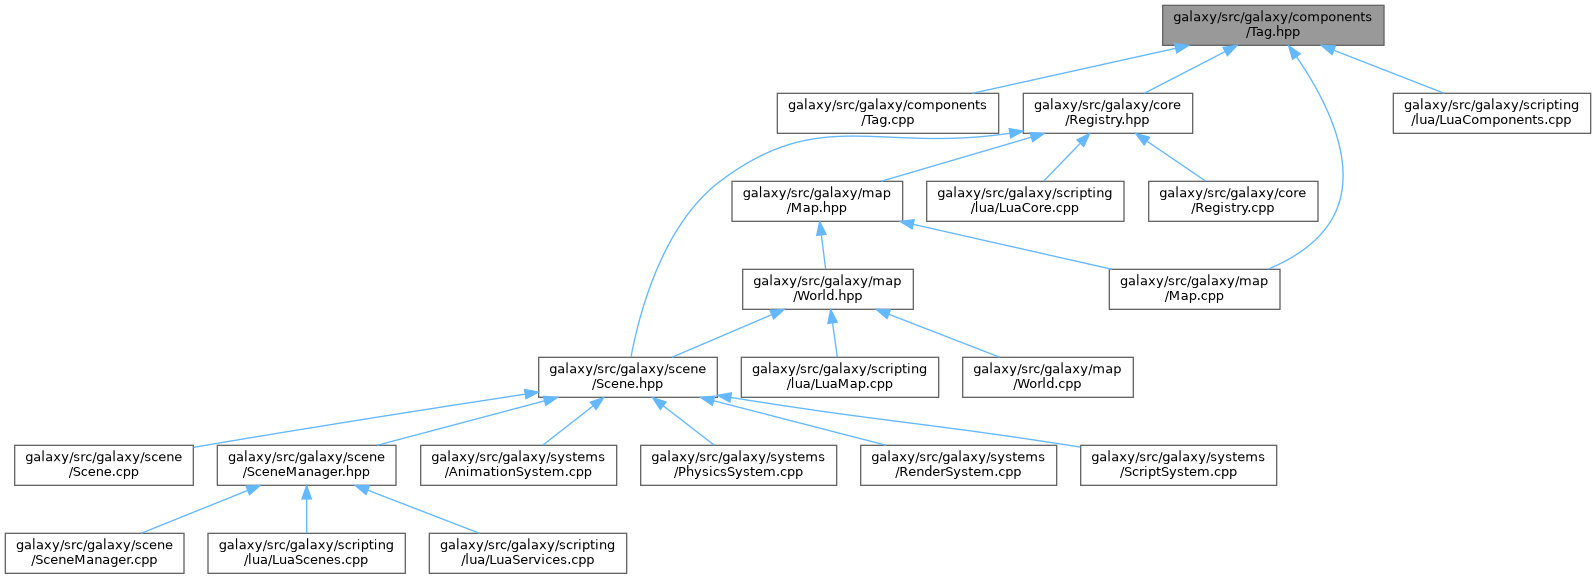 galaxy/src/galaxy/components
/Tag.hpp
galaxy/src/galaxy/components
/Tag.cpp
galaxy/src/galaxy/core
/Registry.hpp
galaxy/src/galaxy/scripting
/lua/LuaComponents.cpp
galaxy/src/galaxy/map
/Map.hpp
galaxy/src/galaxy/scripting
/lua/LuaCore.cpp
galaxy/src/galaxy/core
/Registry.cpp
galaxy/src/galaxy/map
/World.hpp
galaxy/src/galaxy/map
/Map.cpp
galaxy/src/galaxy/scene
/Scene.hpp
galaxy/src/galaxy/scripting
/lua/LuaMap.cpp
galaxy/src/galaxy/map
/World.cpp
galaxy/src/galaxy/scene
/Scene.cpp
galaxy/src/galaxy/scene
/SceneManager.hpp
galaxy/src/galaxy/systems
/AnimationSystem.cpp
galaxy/src/galaxy/systems
/PhysicsSystem.cpp
galaxy/src/galaxy/systems
/RenderSystem.cpp
galaxy/src/galaxy/systems
/ScriptSystem.cpp
galaxy/src/galaxy/scene
/SceneManager.cpp
galaxy/src/galaxy/scripting
/lua/LuaScenes.cpp
galaxy/src/galaxy/scripting
/lua/LuaServices.cpp